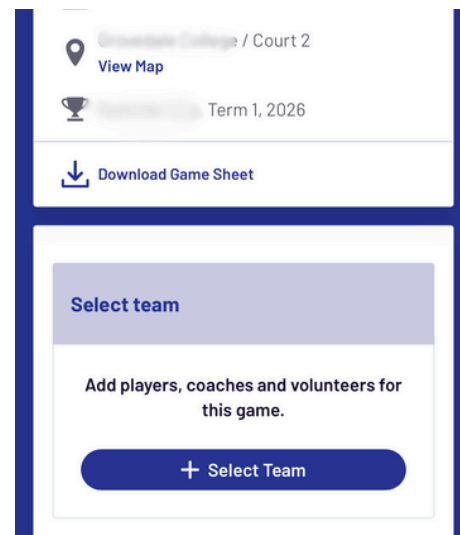 / Court 2
View Map
Term 1, 2026
Download Game Sheet
Select team
Add players, coaches and volunteers for
this game.
+ Select Team